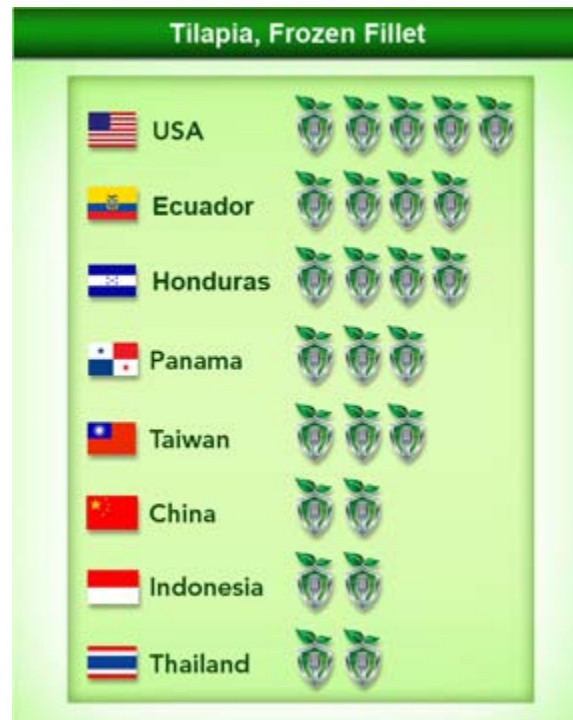 Tilapia, Frozen Fillet
USA
Ecuador
Honduras
Panama
Taiwan
China
Indonesia
Thailand